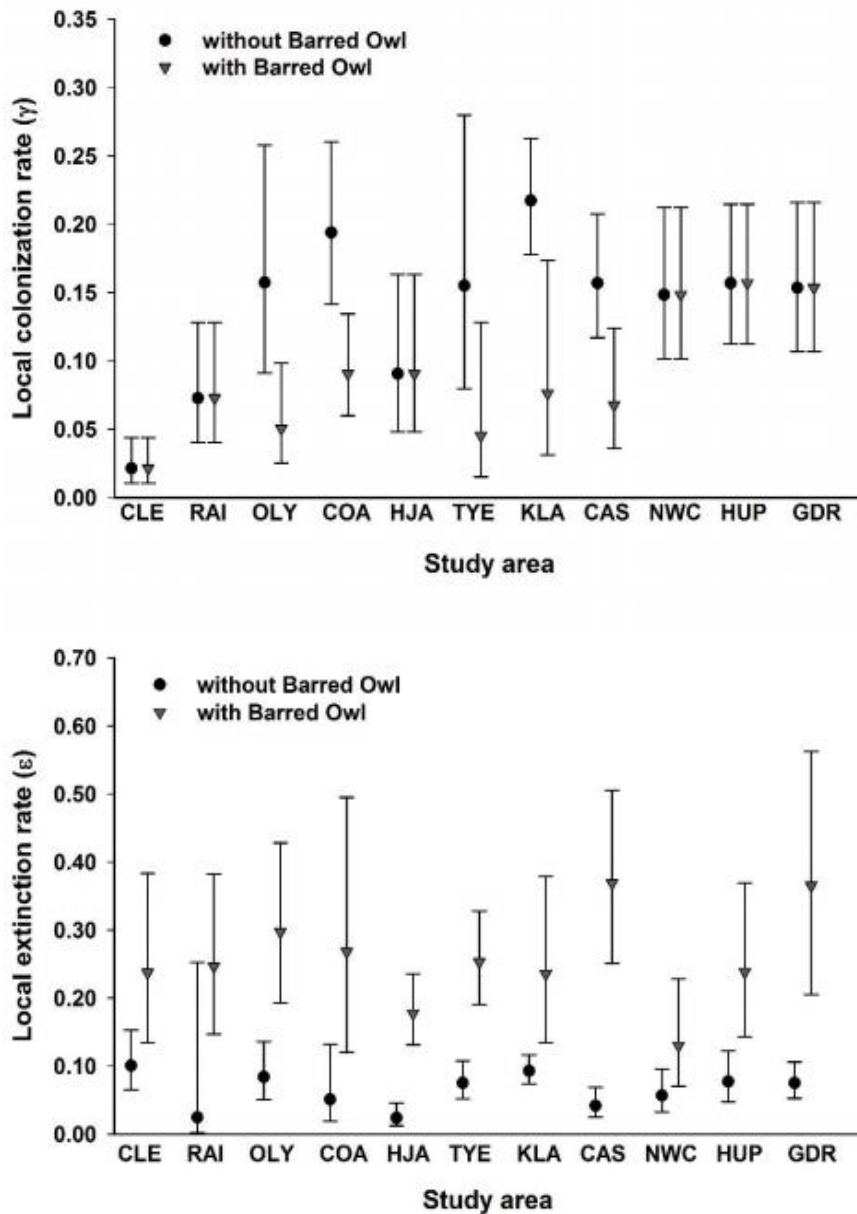 0.35
without Barred Owl
with Barred Owl
0.30
0.25
0.20
0.15
0.10
0.05
0.00
Local colonization rate (γ)
CLE RAI OLY COA HJA TYE KLA CAS NWC HUP GDR
Study area
0.70
without Barred Owl
with Barred Owl
0.60
0.50
0.40
0.30
0.20
0.10
0.00
Local extinction rate (ε)
CLE RAI OLY COA HJA TYE KLA CAS NWC HUP GDR
Study area